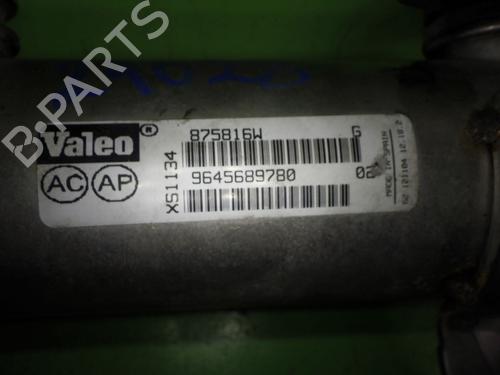 Valeo ®
875816W G
X51134
9645689780 02
AC AP
MADE IN SPAIN
B-PARTS